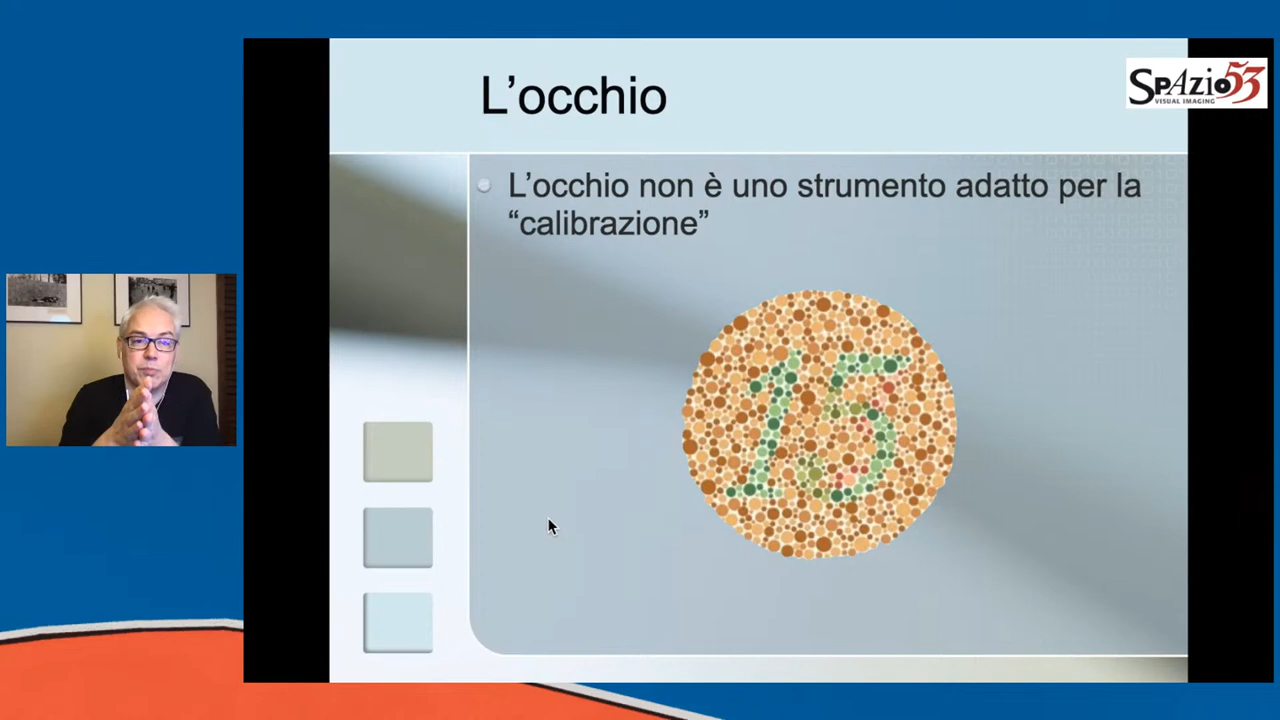 L’occhio
SPAZIO53
VISUAL IMAGING
L’occhio non è uno strumento adatto per la
“calibrazione”
15